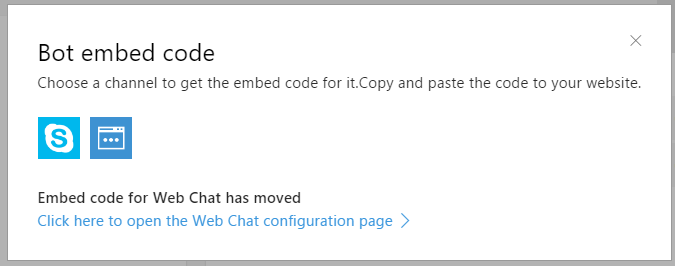 Bot embed code
Choose a channel to get the embed code for it.Copy and paste the code to your website.
Embed code for Web Chat has moved
Click here to open the Web Chat configuration page